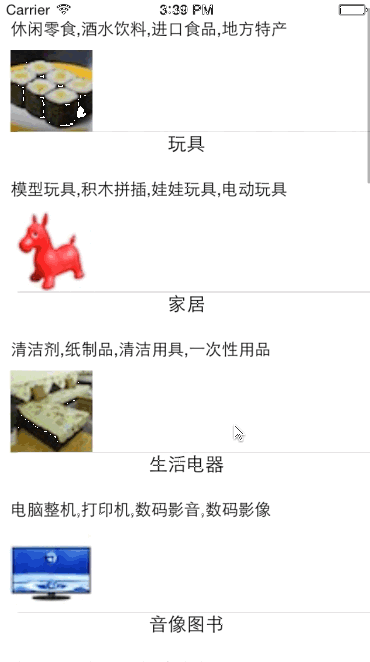 Carrier 3:39 PM
休闲零食,酒水饮料,进口食品,地方特产
玩具
模型玩具,积木拼插,娃娃玩具,电动玩具
家居
清洁剂,纸制品,清洁用具,一次性用品
生活电器
电脑整机,打印机,数码影音,数码影像
音像图书